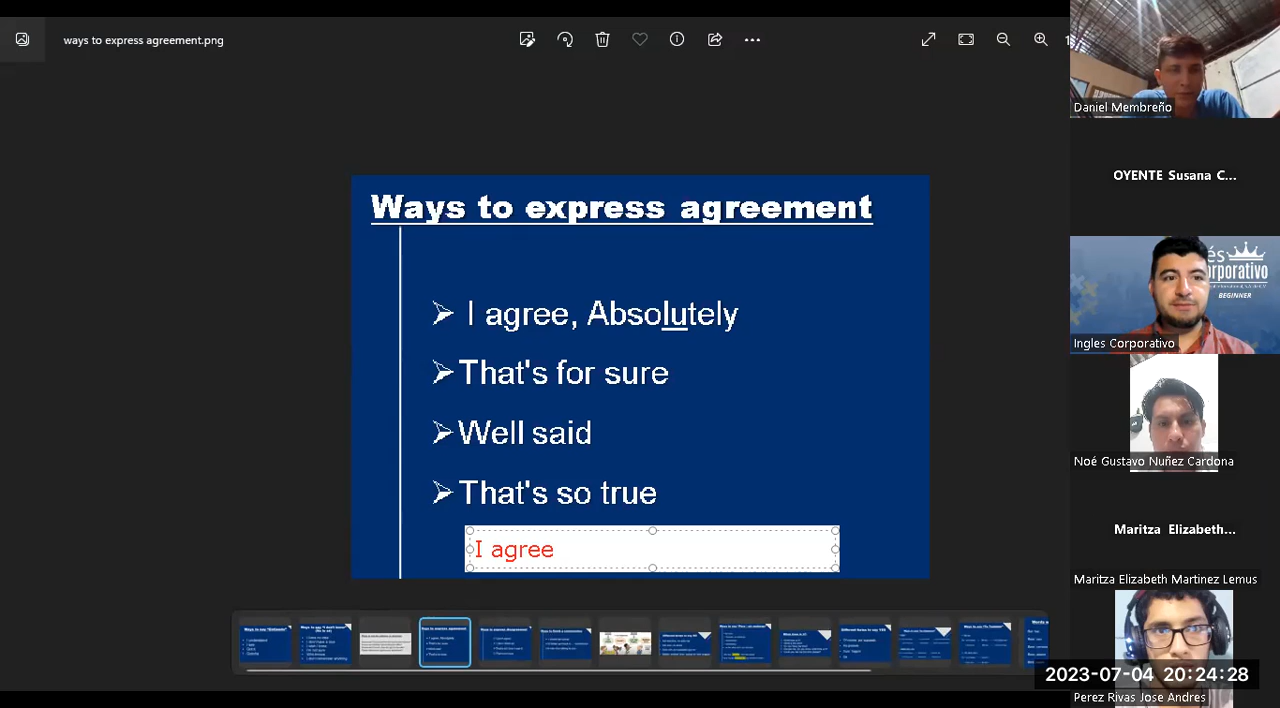 ways to express agreement.png
Ways to express agreement
I agree, Absolutely
That's for sure
Well said
That's so true
I agree
Daniel Membreño
OYENTE Susana C...
és
orporativo
BEGINNER
Ingles Corporativo
Noé Gustavo Nuñez Cardona
Maritza Elizabeth...
Maritza Elizabeth Martinez Lemus
2023-07-04 20:24:28
Perez Rivas Jose Andres